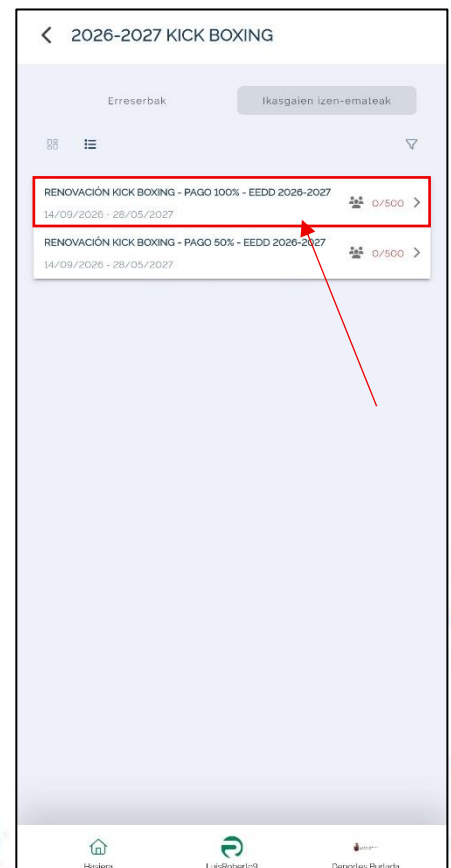 2026-2027 KICK BOXING
Erreserbak
Ikasgaien izen-emateak
RENOVACIÓN KICK BOXING - PAGO 100% - EEDD 2026-2027
14/09/2026 - 28/05/2027
0/500
RENOVACIÓN KICK BOXING - PAGO 50% - EEDD 2026-2027
14/09/2026 - 28/05/2027
0/500
Hasiera
LuisRoberto9
Deportes Burlada